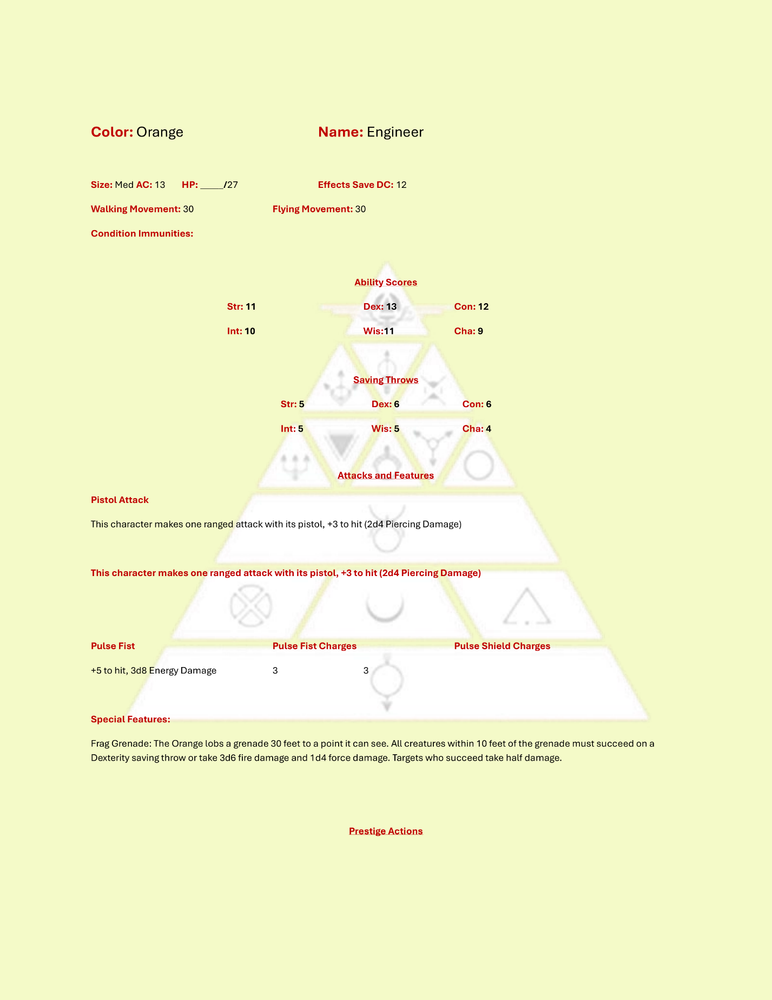 Color: Orange Name: Engineer
Size: Med AC: 13 HP: _____/27 Effects Save DC: 12
Walking Movement: 30 Flying Movement: 30
Condition Immunities:
Ability Scores
Str: 11 Dex: 13 Con: 12
Int: 10 Wis:11 Cha: 9
Saving Throws
Str: 5 Dex: 6 Con: 6
Int: 5 Wis: 5 Cha: 4
Attacks and Features
Pistol Attack
This character makes one ranged attack with its pistol, +3 to hit (2d4 Piercing Damage)
This character makes one ranged attack with its pistol, +3 to hit (2d4 Piercing Damage)
Pulse Fist Pulse Fist Charges Pulse Shield Charges
+5 to hit, 3d8 Energy Damage 3 3
Special Features:
Frag Grenade: The Orange lobs a grenade 30 feet to a point it can see. All creatures within 10 feet of the grenade must succeed on a
Dexterity saving throw or take 3d6 fire damage and 1d4 force damage. Targets who succeed take half damage.
Prestige Actions